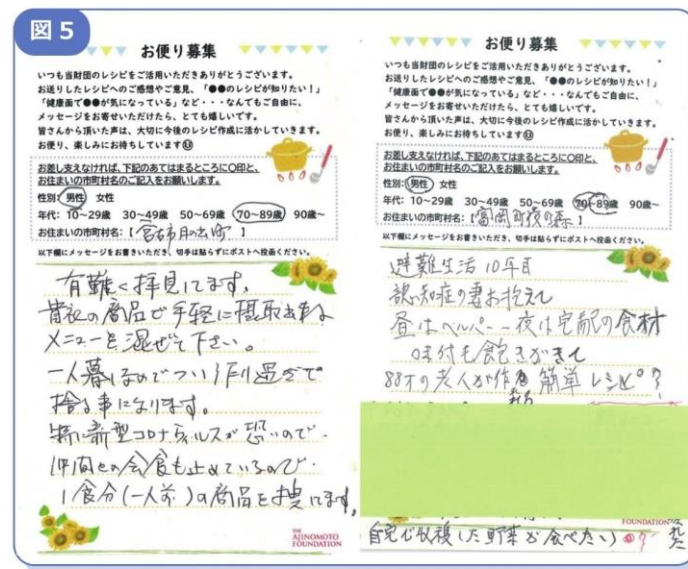 図5
お便り募集
いつも当財団のレシピをご活用いただきありがとうございます。
お送りしたレシピへのご感想やご意見、「●●のレシピが知りたい!」
「健康面で●●が気になっている」など・・・なんでもご自由に、
メッセージをお寄せいただけたら、とても嬉しいです。
皆さんから頂いた声は、大切に今後のレシピ作成に活かしていきます。
お便り、楽しみにお待ちしています
お差し支えなければ、下記のあてはまるところに○印と、
お住まいの市町村名のご記入をお願いします。
性別: 男性 女性
年代: 10~29歳 30~49歳 50~69歳 70~89歳 90歳~
お住まいの市町村名:【宮古市 】
以下欄にメッセージをお書きいただき、切手は貼らずにポストへ投函ください。
有難く拝見してます。
昔衣の商品で手軽に摂取出来る
メニューを混ぜて下さい。
一人暮しなのでつい作り過ぎて
捨る事になります。
特に新型コロナウィルスが恐いので、
仲間との会食も止めているので、
1食分(一人前)の商品を捜してます。
THE
AJINOMOTO
FOUNDATION
お便り募集
いつも当財団のレシピをご活用いただきありがとうございます。
お送りしたレシピへのご感想やご意見、「●●のレシピが知りたい!」
「健康面で●●が気になっている」など・・・なんでもご自由に、
メッセージをお寄せいただけたら、とても嬉しいです。
皆さんから頂いた声は、大切に今後のレシピ作成に活かしていきます。
お便り、楽しみにお待ちしています
お差し支えなければ、下記のあてはまるところに○印と、
お住まいの市町村名のご記入をお願いします。
性別: 男性 女性
年代: 10~29歳 30~49歳 50~69歳 70~89歳 90歳~
お住まいの市町村名:【富岡町夜の森 】
以下欄にメッセージをお書きいただき、切手は貼らずにポストへ投函ください。
避難生活10年目
認知症の妻お抱えて
昼はヘルパー 夜は宅配の食材
味付も飽きがきて
88才の老人が作る 簡単レシピ?
FOUNDATION
自宅で収穫した野菜が食べたい